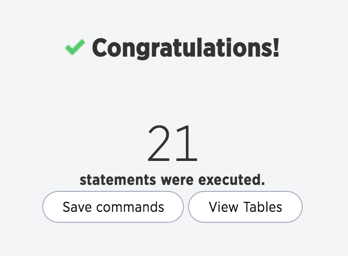 Congratulations!
21
statements were executed.
Save commands View Tables